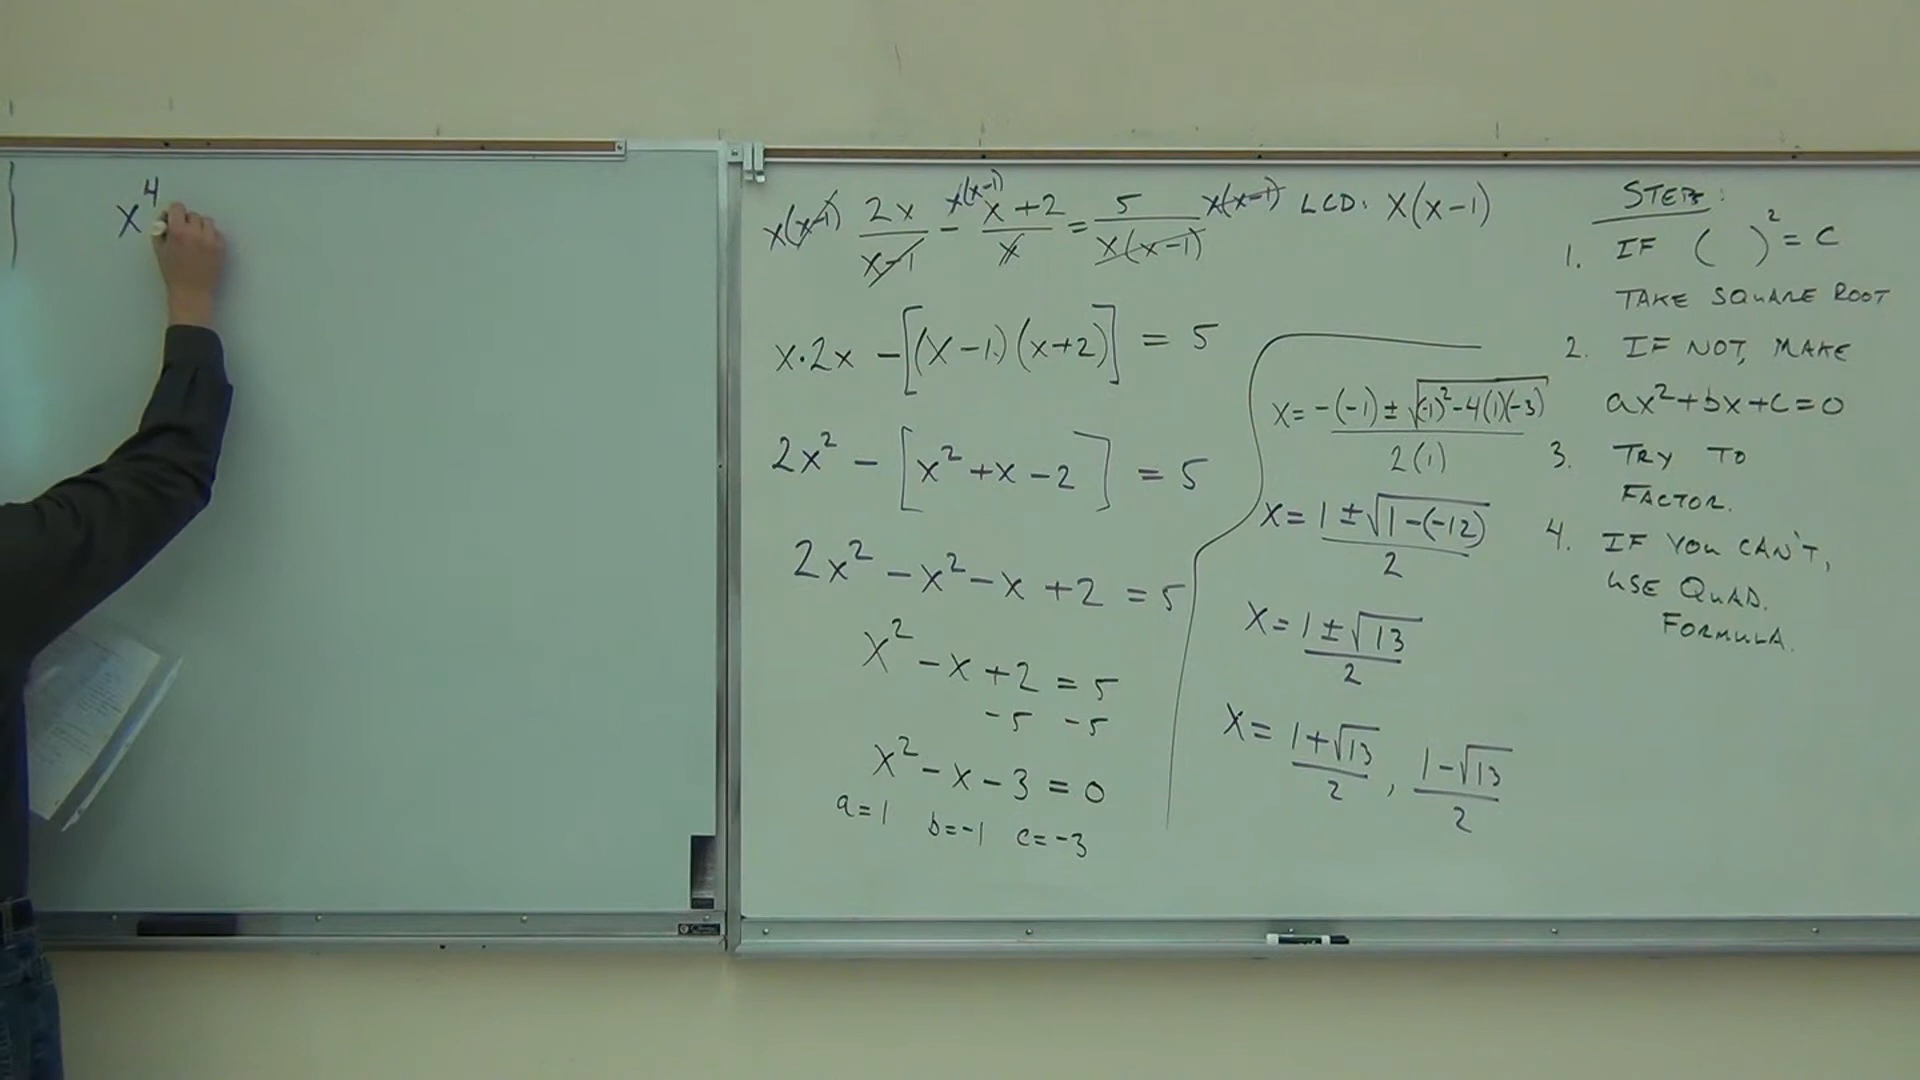 x⁴
x(x-1) 2x/(x-1) - x(x-1) (x+2)/x = 5/(x(x-1)) x(x-1) LCD: x(x-1)
x·2x - [(x-1)(x+2)] = 5
2x² - [x² + x - 2] = 5
2x² - x² - x + 2 = 5
x² - x + 2 = 5
-5 -5
x² - x - 3 = 0
a=1 b=-1 c=-3
x = (-(-1) ± √((-1)² - 4(1)(-3)))/(2(1))
x = (1 ± √(1-(-12)))/2
x = (1 ± √13)/2
x = (1+√13)/2, (1-√13)/2
STEPS:
1. IF ( )² = C
TAKE SQUARE ROOT
2. IF NOT, MAKE
ax²+bx+c=0
3. TRY TO
FACTOR.
4. IF YOU CAN'T,
USE QUAD.
FORMULA.